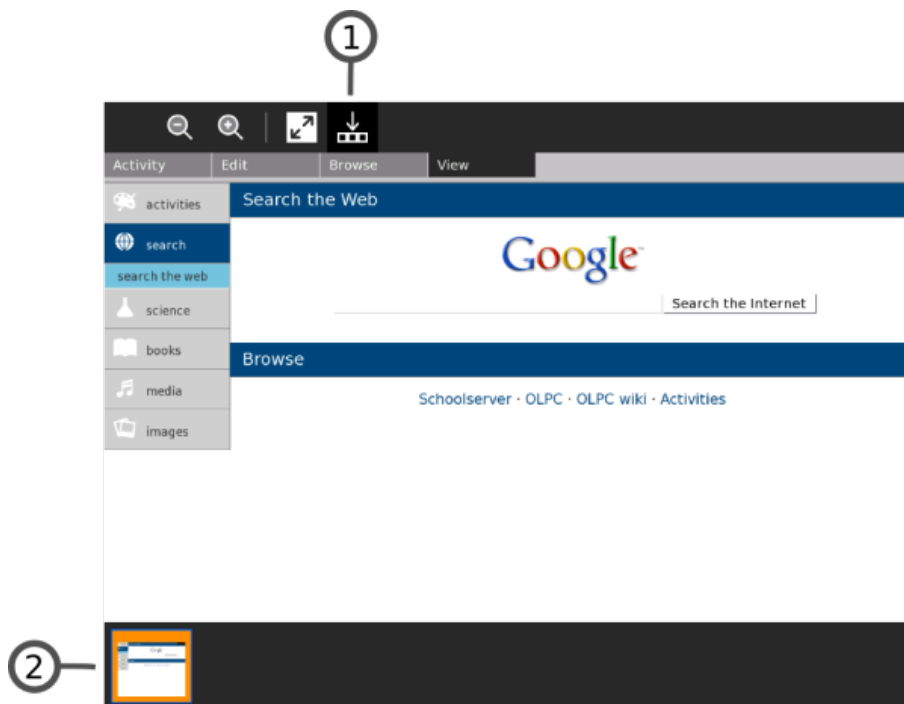 1
Activity Edit Browse View
activities
Search the Web
search
Google™
search the web
Search the Internet
science
books
Browse
media
Schoolserver · OLPC · OLPC wiki · Activities
images
2